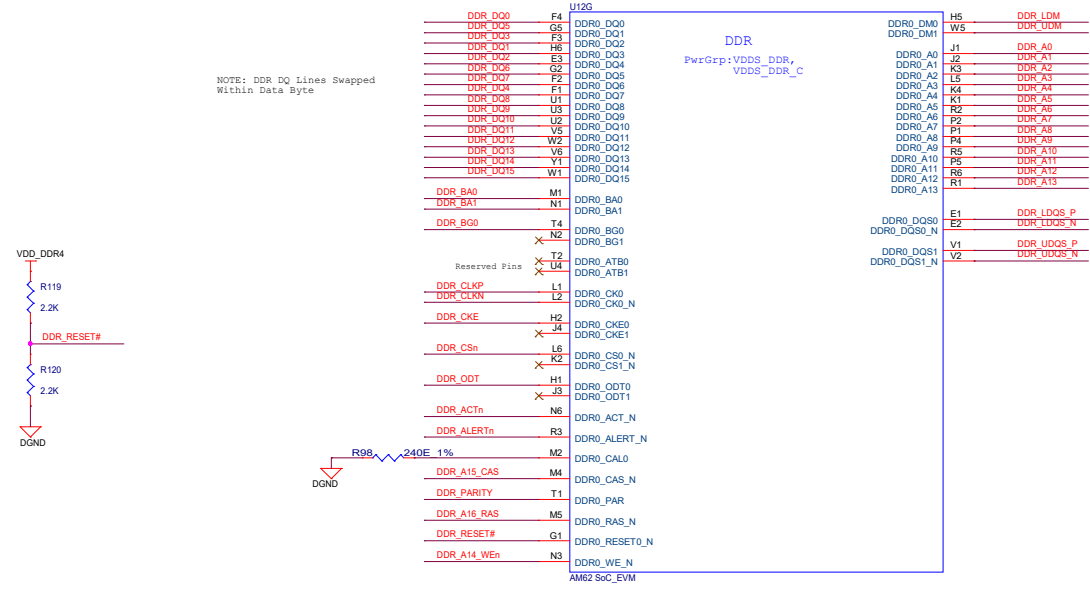 U12G
DDR
PwrGrp:VDDS_DDR,
VDDS_DDR_C
NOTE: DDR DQ Lines Swapped
Within Data Byte
DDR_DQ0 F4 DDR0_DQ0
DDR_DQ5 G5 DDR0_DQ1
DDR_DQ3 F3 DDR0_DQ2
DDR_DQ1 H6 DDR0_DQ3
DDR_DQ2 E3 DDR0_DQ4
DDR_DQ6 G2 DDR0_DQ5
DDR_DQ7 F2 DDR0_DQ6
DDR_DQ4 F1 DDR0_DQ7
DDR_DQ8 U1 DDR0_DQ8
DDR_DQ9 U3 DDR0_DQ9
DDR_DQ10 U2 DDR0_DQ10
DDR_DQ11 V5 DDR0_DQ11
DDR_DQ12 W2 DDR0_DQ12
DDR_DQ13 V6 DDR0_DQ13
DDR_DQ14 Y1 DDR0_DQ14
DDR_DQ15 W1 DDR0_DQ15
DDR_BA0 M1 DDR0_BA0
DDR_BA1 N1 DDR0_BA1
DDR_BG0 T4 DDR0_BG0
N2 DDR0_BG1
Reserved Pins
T2 DDR0_ATB0
U4 DDR0_ATB1
DDR_CLKP L1 DDR0_CK0
DDR_CLKN L2 DDR0_CK0_N
DDR_CKE H2 DDR0_CKE0
J4 DDR0_CKE1
DDR_CSn L6 DDR0_CS0_N
K2 DDR0_CS1_N
DDR_ODT H1 DDR0_ODT0
J3 DDR0_ODT1
DDR_ACTn N6 DDR0_ACT_N
DDR_ALERTn R3 DDR0_ALERT_N
R98 240E_1% M2 DDR0_CAL0
DGND
DDR_A15_CAS M4 DDR0_CAS_N
DDR_PARITY T1 DDR0_PAR
DDR_A16_RAS M5 DDR0_RAS_N
DDR_RESET# G1 DDR0_RESET0_N
DDR_A14_WEn N3 DDR0_WE_N
AM62 SoC_EVM
DDR0_DM0 H5 DDR_LDM
DDR0_DM1 W5 DDR_UDM
DDR0_A0 J1 DDR_A0
DDR0_A1 J2 DDR_A1
DDR0_A2 K3 DDR_A2
DDR0_A3 L5 DDR_A3
DDR0_A4 K4 DDR_A4
DDR0_A5 K1 DDR_A5
DDR0_A6 R2 DDR_A6
DDR0_A7 P2 DDR_A7
DDR0_A8 P1 DDR_A8
DDR0_A9 P4 DDR_A9
DDR0_A10 R5 DDR_A10
DDR0_A11 P5 DDR_A11
DDR0_A12 R6 DDR_A12
DDR0_A13 R1 DDR_A13
DDR0_DQS0 E1 DDR_LDQS_P
DDR0_DQS0_N E2 DDR_LDQS_N
DDR0_DQS1 V1 DDR_UDQS_P
DDR0_DQS1_N V2 DDR_UDQS_N
VDD_DDR4
R119
2.2K
DDR_RESET#
R120
2.2K
DGND